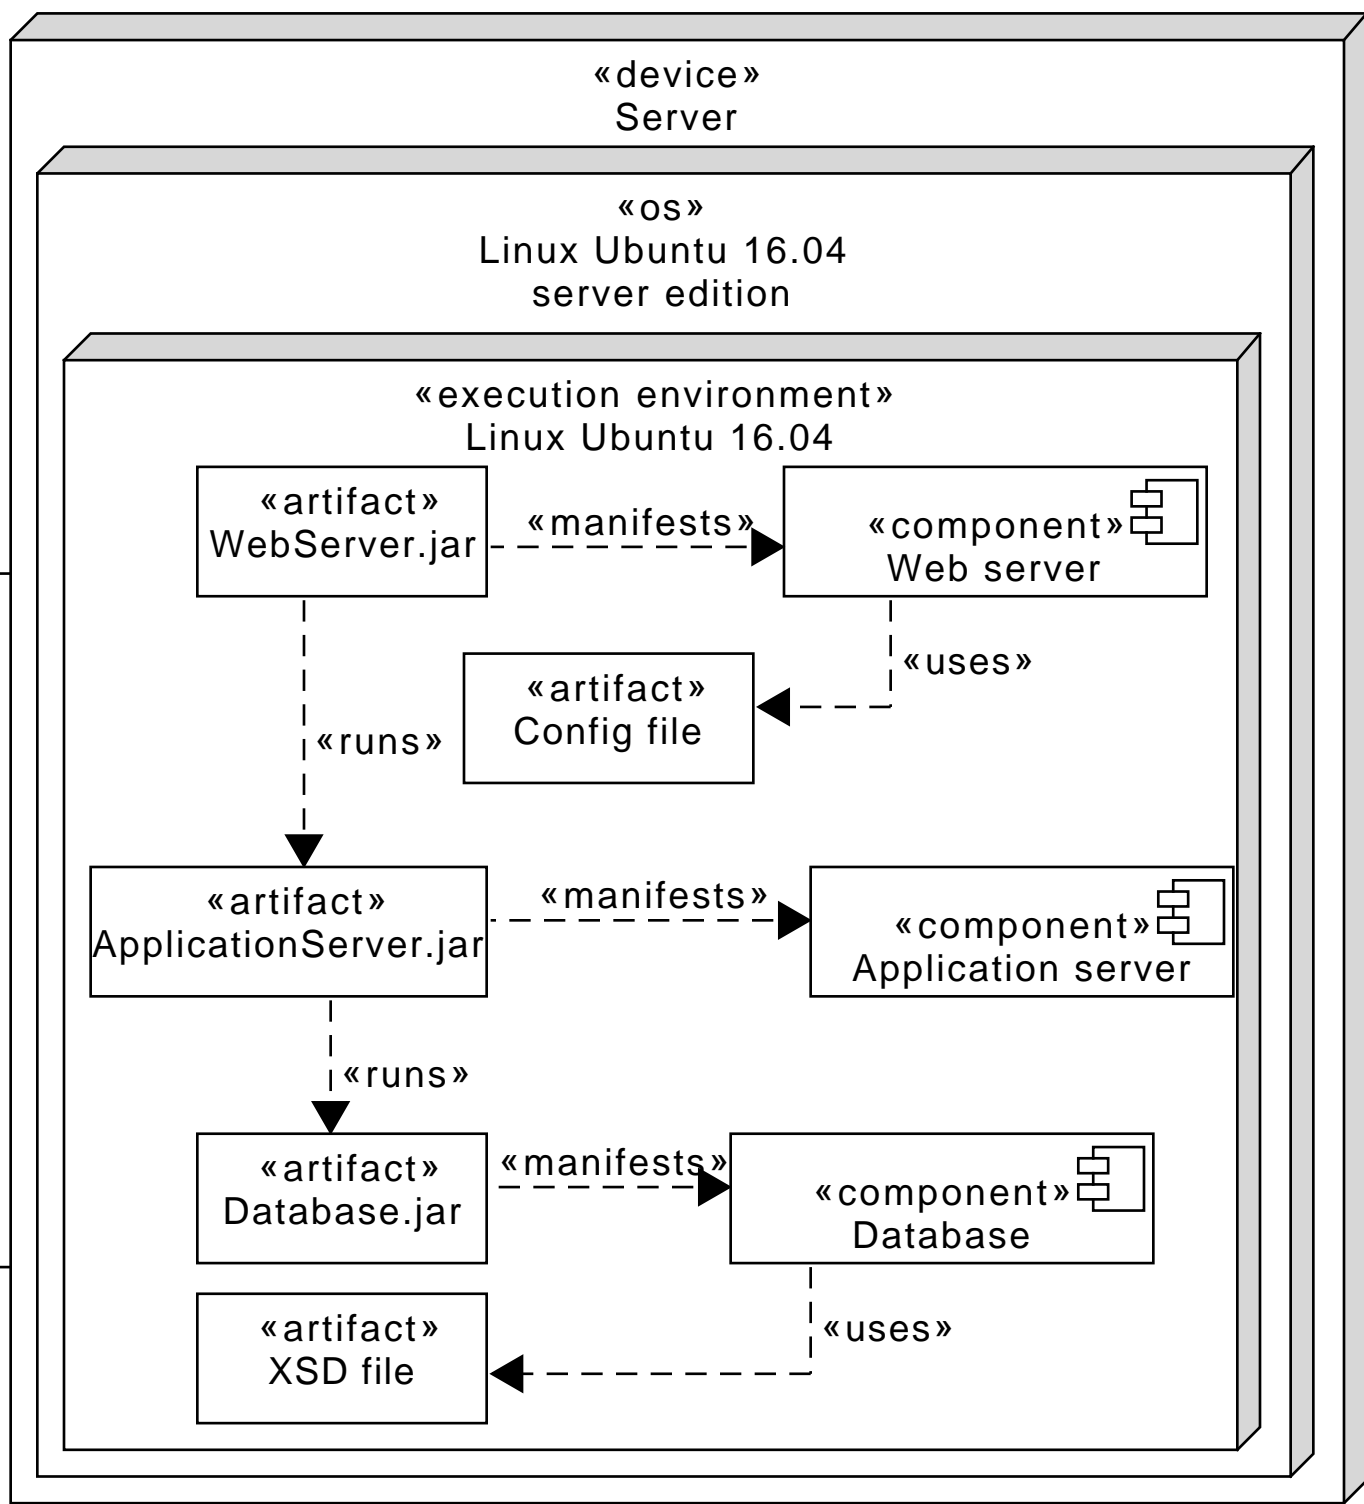 «device»
Server
«os»
Linux Ubuntu 16.04
server edition
«execution environment»
Linux Ubuntu 16.04
«artifact»
WebServer.jar
«manifests»
«component»
Web server
«uses»
«artifact»
Config file
«runs»
«artifact»
ApplicationServer.jar
«manifests»
«component»
Application server
«runs»
«artifact»
Database.jar
«manifests»
«component»
Database
«uses»
«artifact»
XSD file